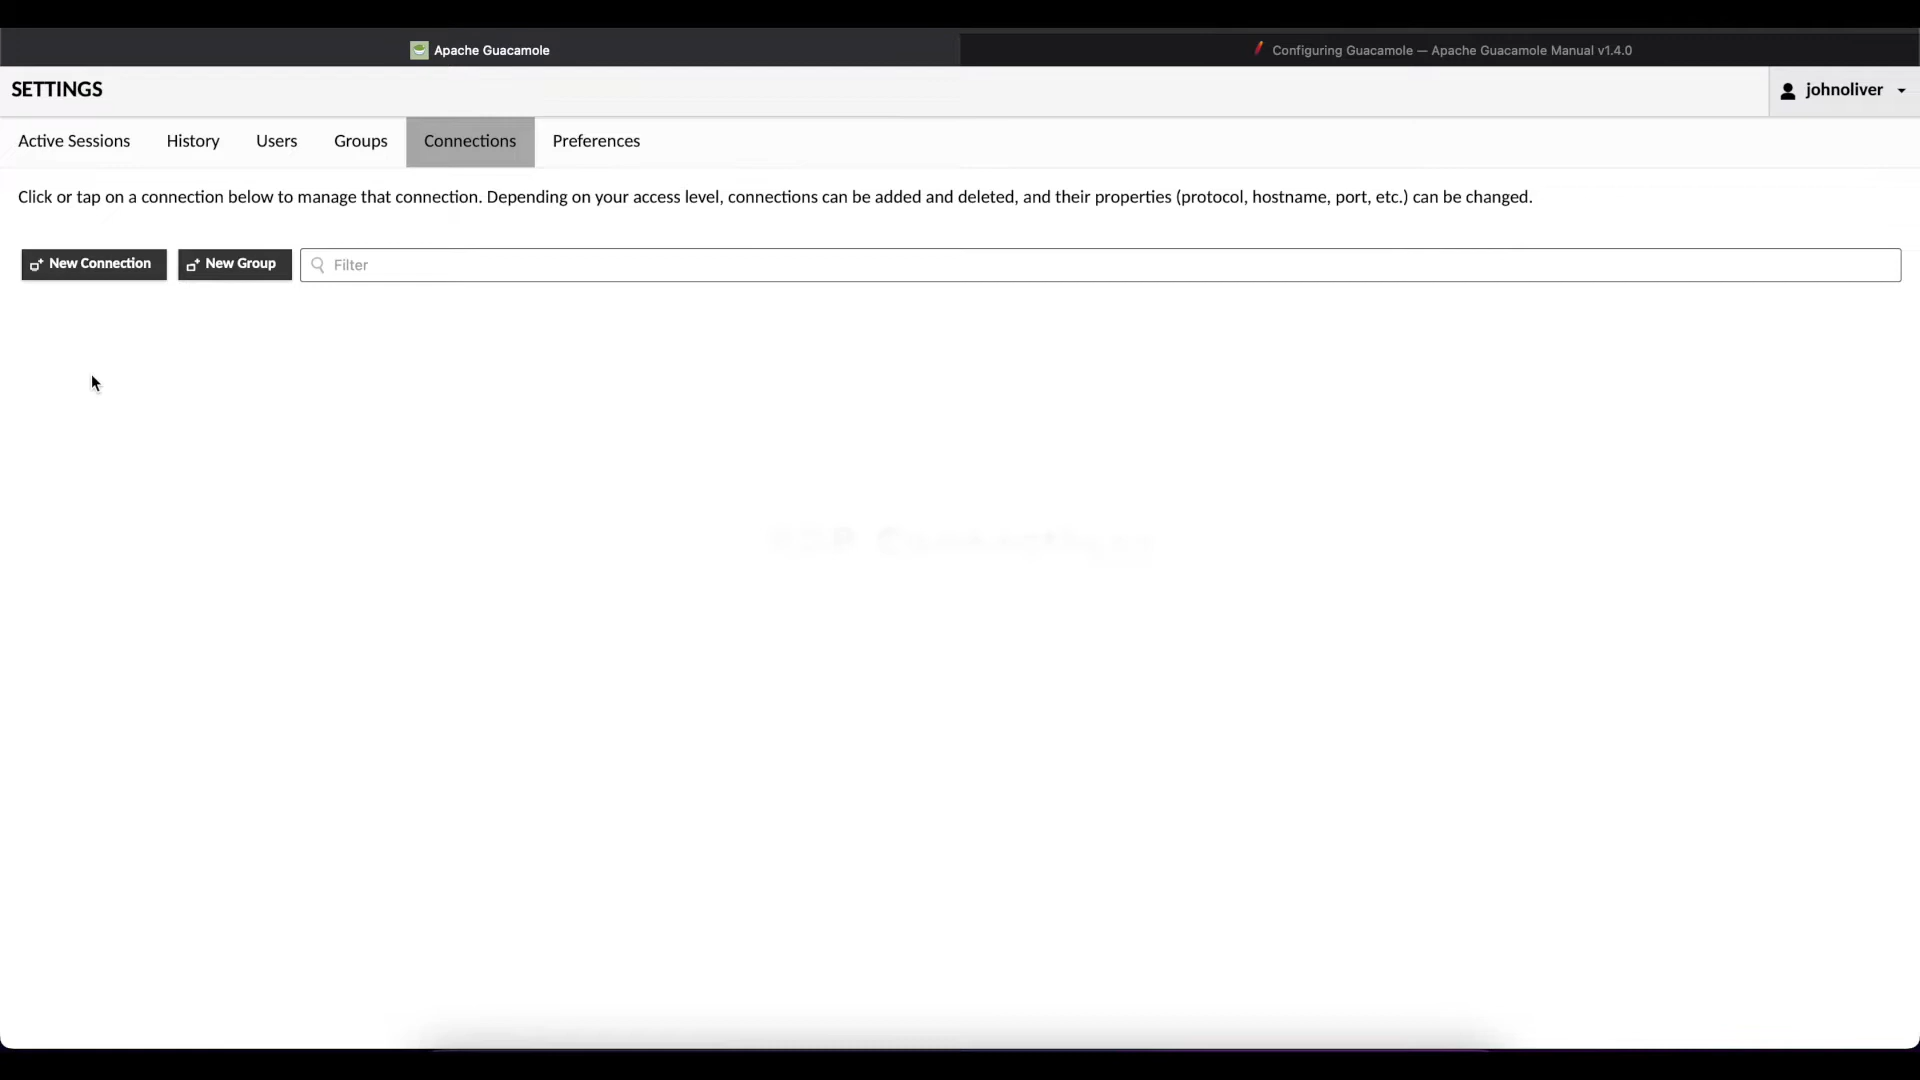 Apache Guacamole
Configuring Guacamole — Apache Guacamole Manual v1.4.0
SETTINGS
johnoliver
Active Sessions
History
Users
Groups
Connections
Preferences
Click or tap on a connection below to manage that connection. Depending on your access level, connections can be added and deleted, and their properties (protocol, hostname, port, etc.) can be changed.
New Connection
New Group
Filter